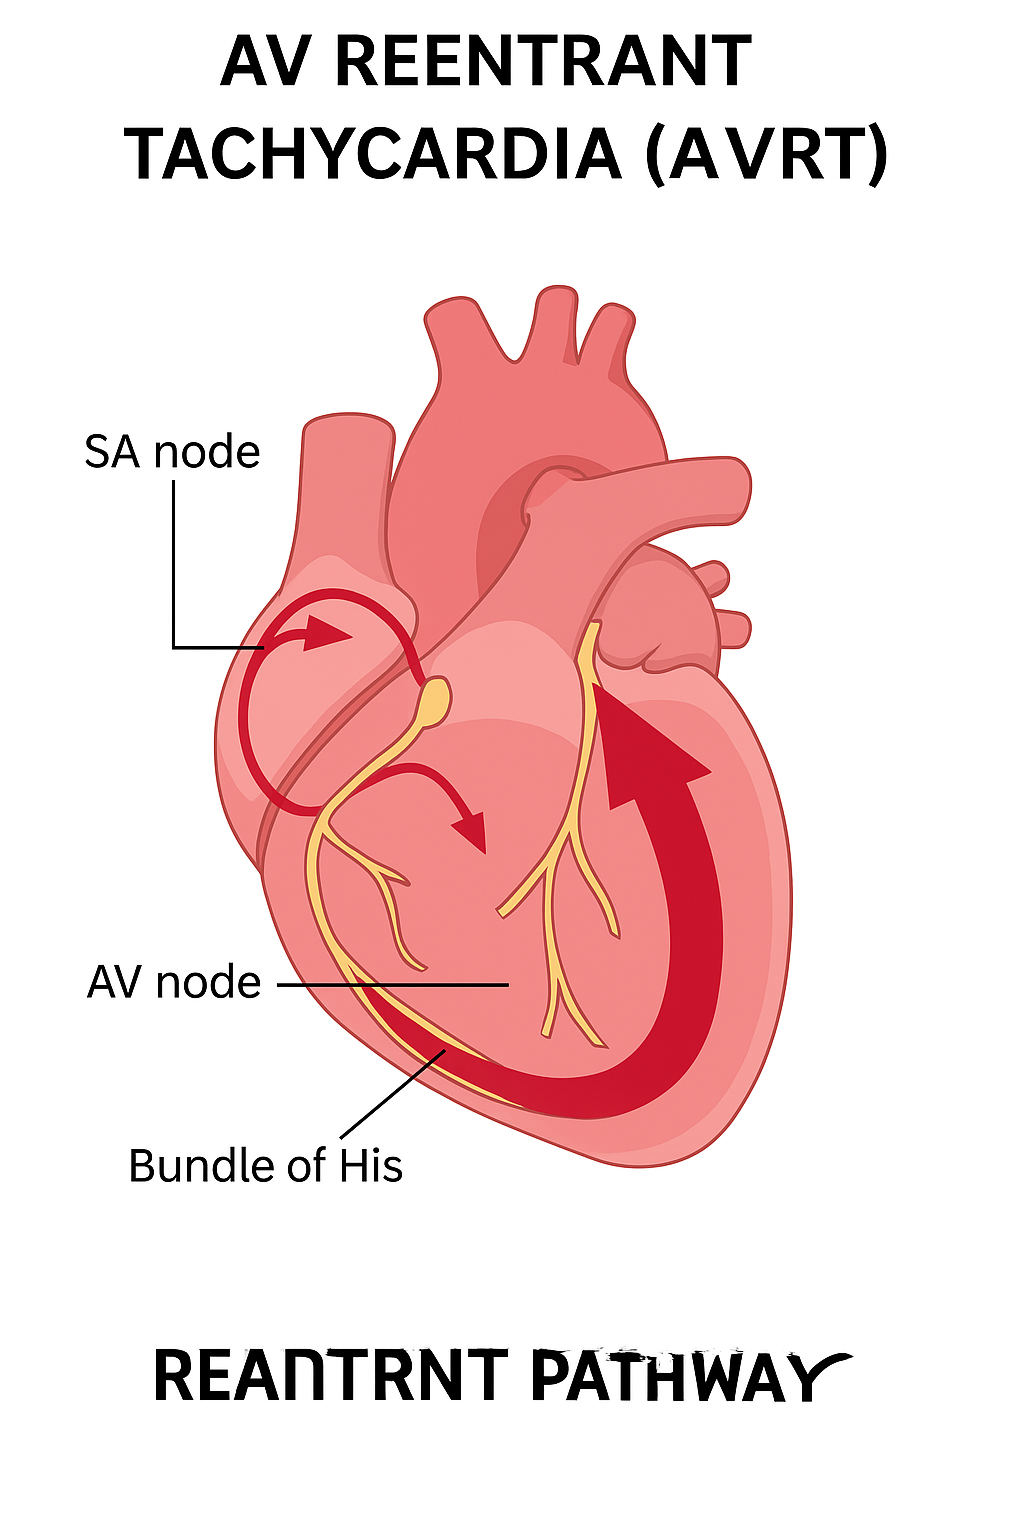 AV REENTRANT
TACHYCARDIA (AVRT)
SA node
AV node
Bundle of His
REANTRNT PATHWAY